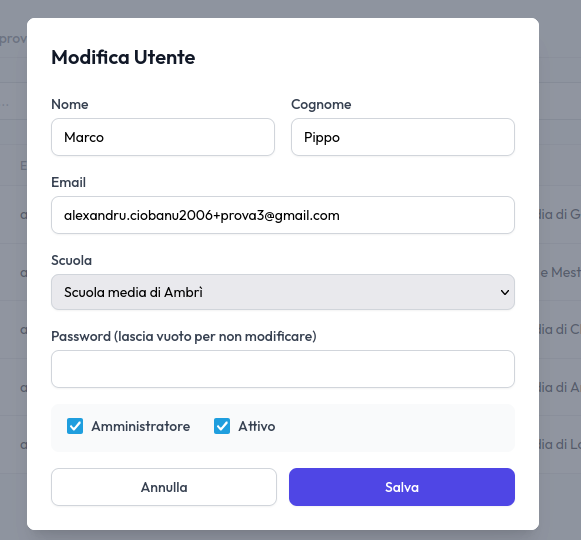 prov
Modifica Utente
Nome
Cognome
Marco
Pippo
Email
alexandru.ciobanu2006+prova3@gmail.com
Scuola
Scuola media di Ambrì
Password (lascia vuoto per non modificare)
Amministratore
Attivo
Annulla
Salva
..
E
a
dia di G
a
e Mest
a
dia di C
a
dia di A
a
dia di Lo